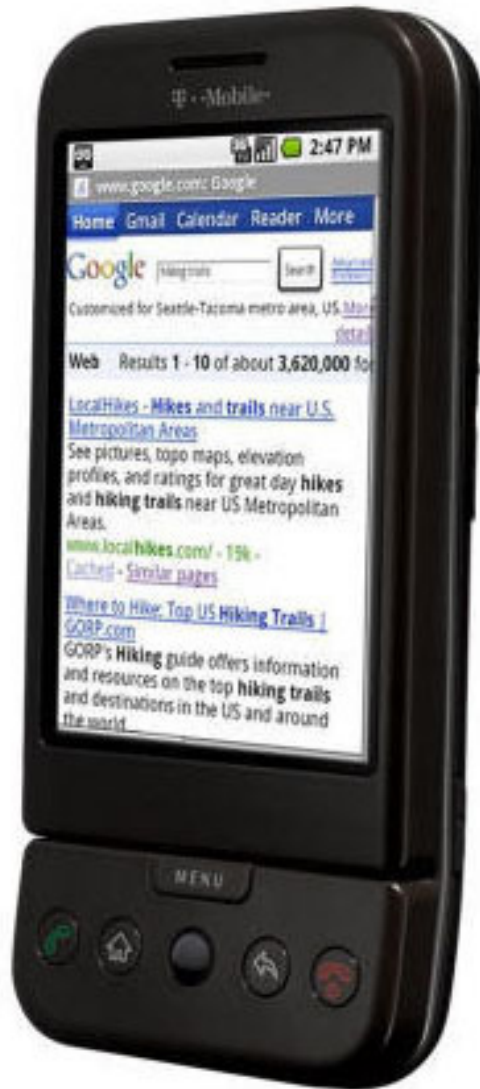 T··Mobile·
2:47 PM
www.google.com: Google
Home Gmail Calendar Reader More
Google hiking trails Search
Customized for Seattle-Tacoma metro area, US. More
detail
Web Results 1 - 10 of about 3,620,000 for
LocalHikes - Hikes and trails near U.S.
Metropolitan Areas
See pictures, topo maps, elevation
profiles, and ratings for great day hikes
and hiking trails near US Metropolitan
Areas.
www.localhikes.com/ - 19k -
Cached - Similar pages
Where to Hike: Top US Hiking Trails |
GORP.com
GORP's Hiking guide offers information
and resources on the top hiking trails
and destinations in the US and around
the world
MENU